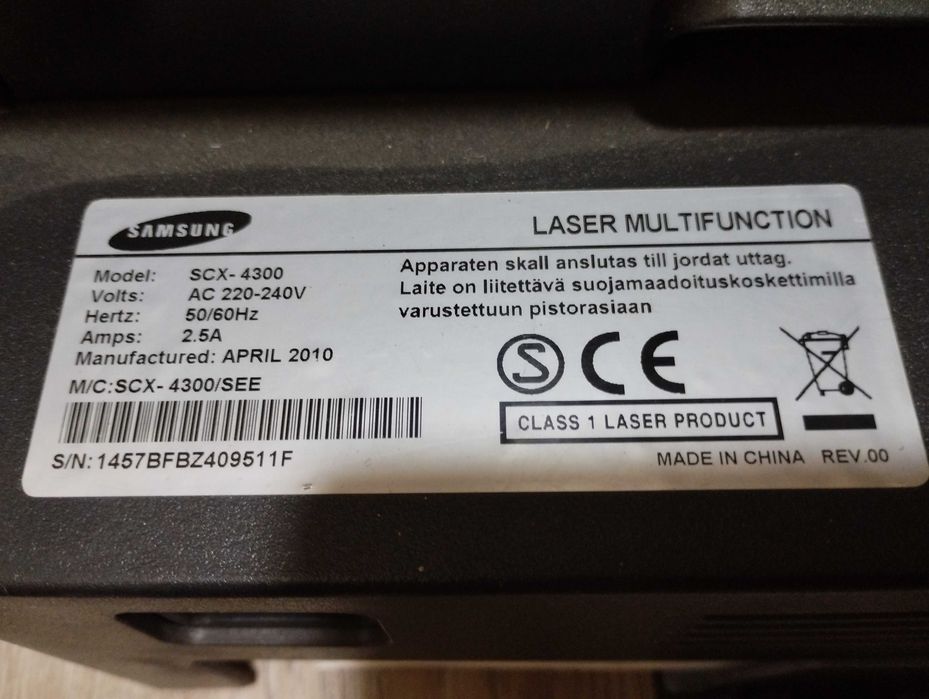 SAMSUNG
LASER MULTIFUNCTION
Model: SCX- 4300
Volts: AC 220-240V
Hertz: 50/60Hz
Amps: 2.5A
Manufactured: APRIL 2010
M/C:SCX- 4300/SEE
S/N: 1457BFBZ409511F
Apparaten skall anslutas till jordat uttag.
Laite on liitettävä suojamaadoituskoskettimilla
varustettuun pistorasiaan
S CE
CLASS 1 LASER PRODUCT
MADE IN CHINA REV.00